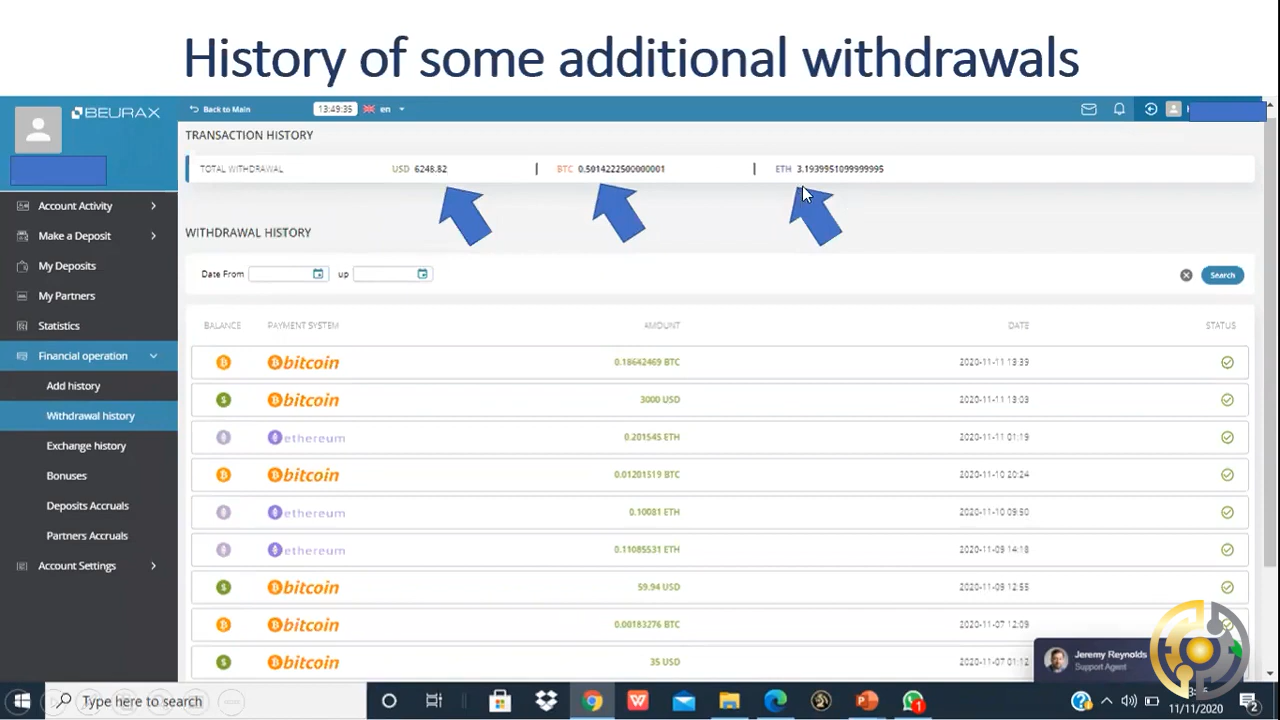 History of some additional withdrawals
BEURAX
Back to Main 13:49:35 en
TRANSACTION HISTORY
TOTAL WITHDRAWAL USD 6248.82 | BTC 0.5014222500000001 | ETH 3.1939951099999995
WITHDRAWAL HISTORY
Date From up Search
BALANCE PAYMENT SYSTEM AMOUNT DATE STATUS
bitcoin 0.18642469 BTC 2020-11-11 13:39
bitcoin 3000 USD 2020-11-11 13:03
ethereum 0.201545 ETH 2020-11-11 01:19
bitcoin 0.01201519 BTC 2020-11-10 20:24
ethereum 0.10081 ETH 2020-11-10 09:50
ethereum 0.11085531 ETH 2020-11-09 14:18
bitcoin 59.94 USD 2020-11-09 12:55
bitcoin 0.00183276 BTC 2020-11-07 12:09
bitcoin 35 USD 2020-11-07 01:12
Account Activity
Make a Deposit
My Deposits
My Partners
Statistics
Financial operation
Add history
Withdrawal history
Exchange history
Bonuses
Deposits Accruals
Partners Accruals
Account Settings
Jeremy Reynolds
Support Agent
Type here to search
11/11/2020